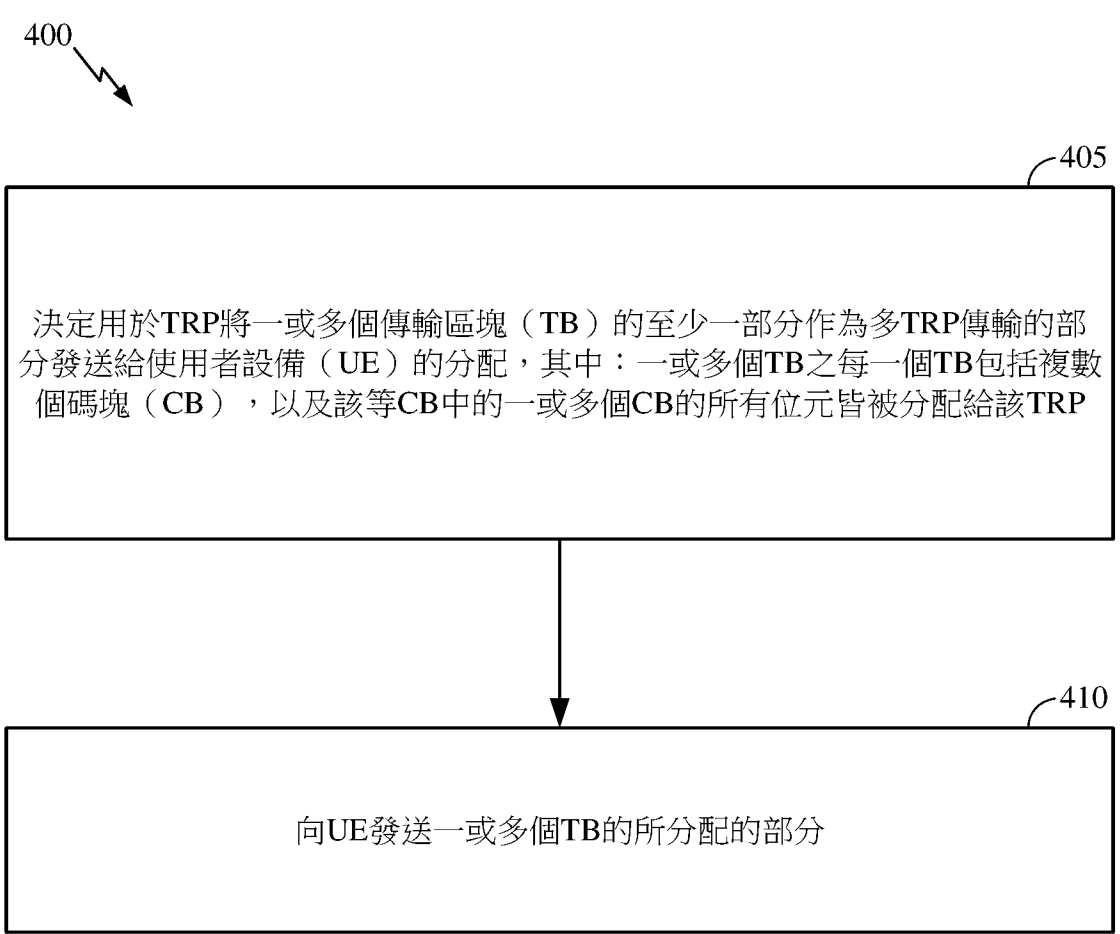 400
405
決定用於TRP將一或多個傳輸區塊（TB）的至少一部分作為多TRP傳輸的部
分發送給使用者設備（UE）的分配，其中：一或多個TB之每一個TB包括複數
個碼塊（CB），以及該等CB中的一或多個CB的所有位元皆被分配給該TRP
410
向UE發送一或多個TB的所分配的部分